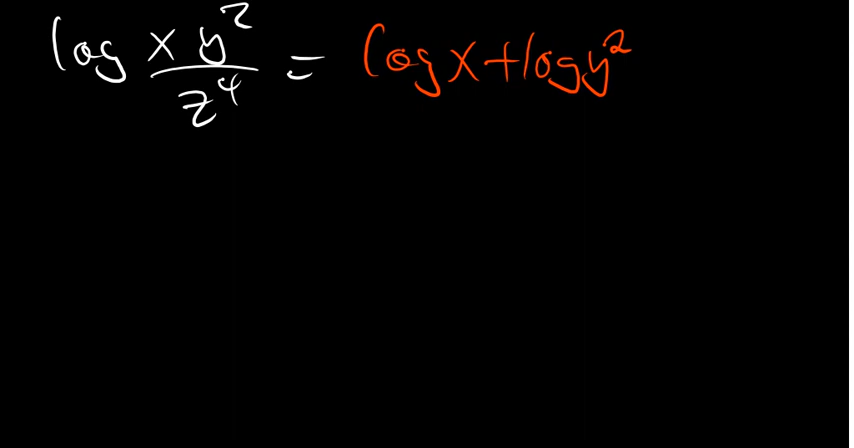 log xy²/z⁴ = log x + log y²